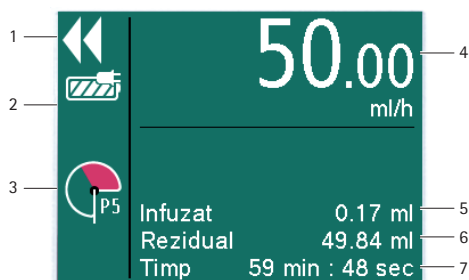 1
2
3
50.00
ml/h
4
P5
Infuzat 0.17 ml
5
Rezidual 49.84 ml
6
Timp 59 min : 48 sec
7